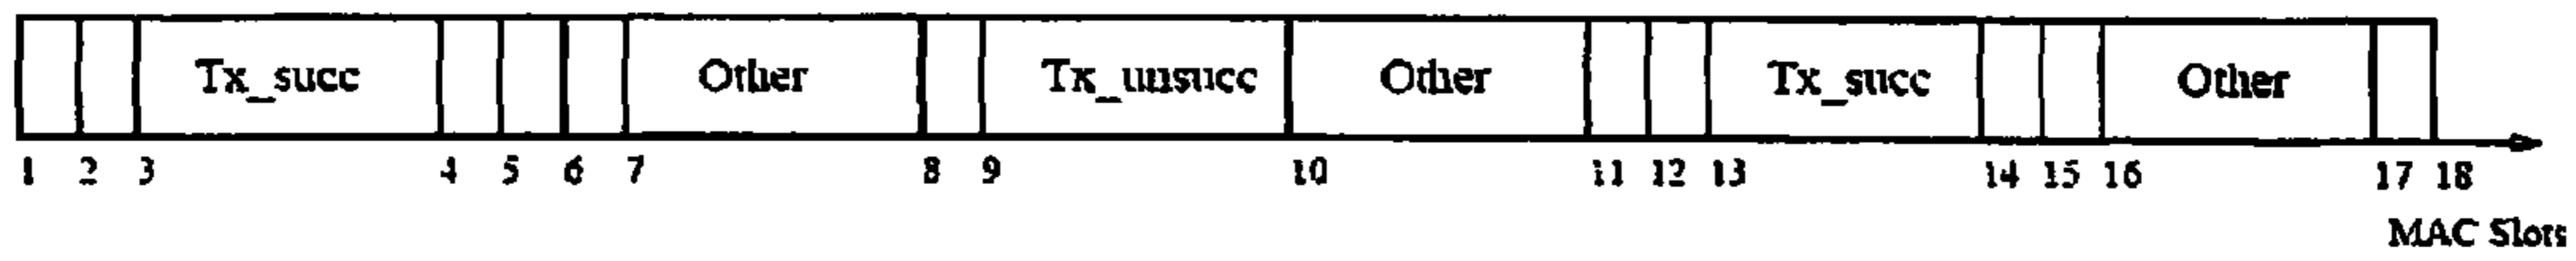 Tx_succ Other Tx_unsucc Other Tx_succ Other
1 2 3 4 5 6 7 8 9 10 11 12 13 14 15 16 17 18
MAC Slots